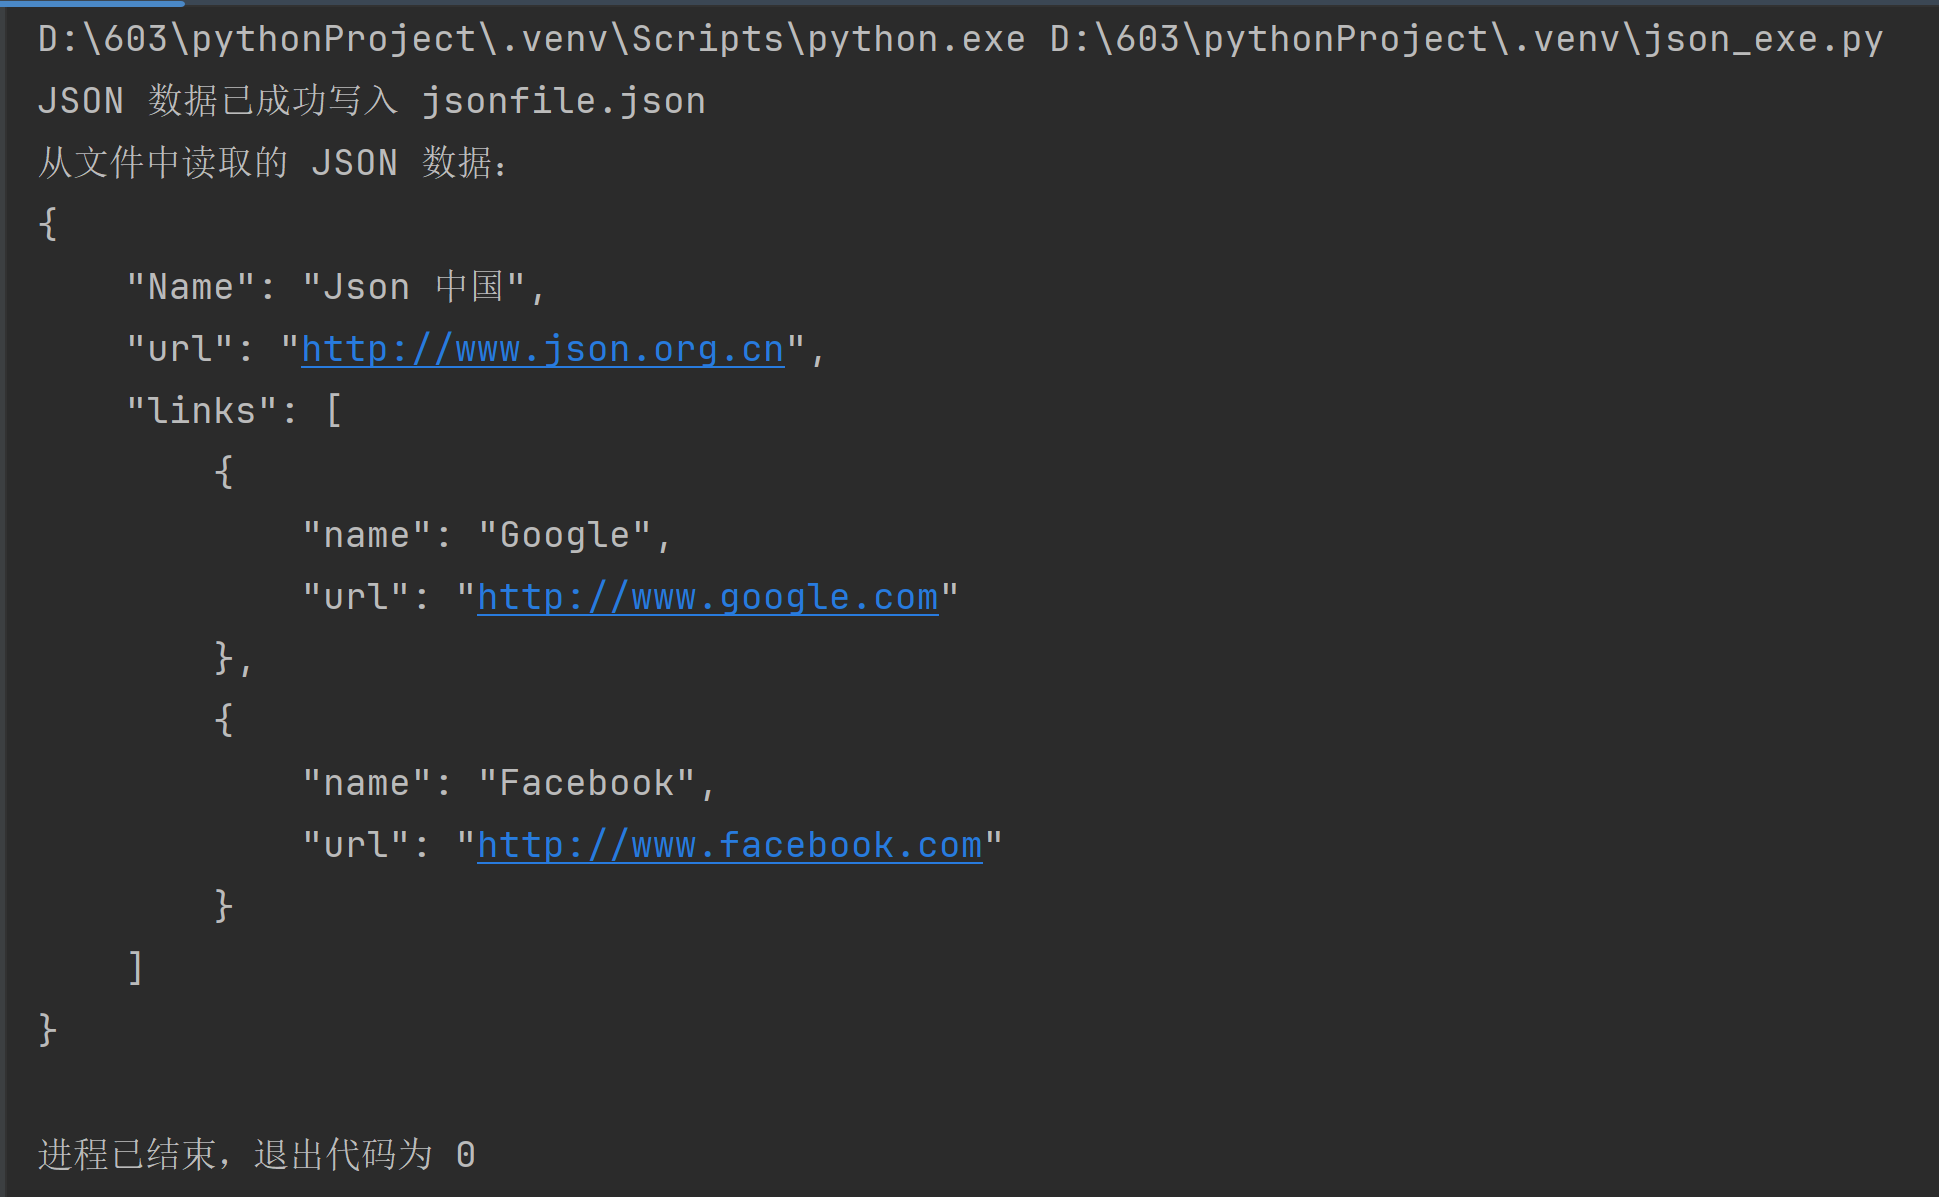 D:\603\pythonProject\.venv\Scripts\python.exe D:\603\pythonProject\.venv\json_exe.py
JSON 数据已成功写入 jsonfile.json
从文件中读取的 JSON 数据:
{
    "Name": "Json 中国",
    "url": "http://www.json.org.cn",
    "links": [
        {
            "name": "Google",
            "url": "http://www.google.com"
        },
        {
            "name": "Facebook",
            "url": "http://www.facebook.com"
        }
    ]
}
进程已结束，退出代码为 0